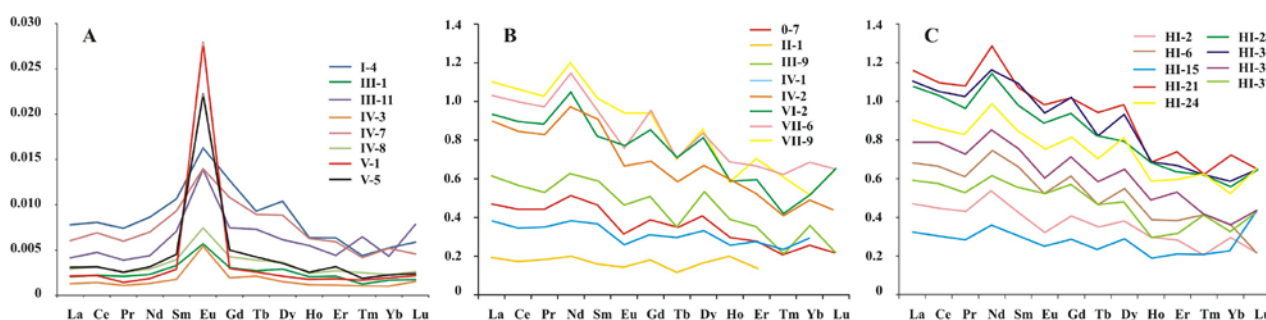 A
0.030
0.025
0.020
0.015
0.010
0.005
0
I-4
III-1
III-11
IV-3
IV-7
IV-8
V-1
V-5
La Ce Pr Nd Sm Eu Gd Tb Dy Ho Er Tm Yb Lu
B
1.4
1.2
1.0
0.8
0.6
0.4
0.2
0
0-7
II-1
III-9
IV-1
IV-2
VI-2
VII-6
VII-9
La Ce Pr Nd Sm Eu Gd Tb Dy Ho Er Tm Yb Lu
C
1.4
1.2
1.0
0.8
0.6
0.4
0.2
0
HI-2
HI-6
HI-15
HI-21
HI-24
HI-2
HI-3
HI-3
HI-3
La Ce Pr Nd Sm Eu Gd Tb Dy Ho Er Tm Yb Lu